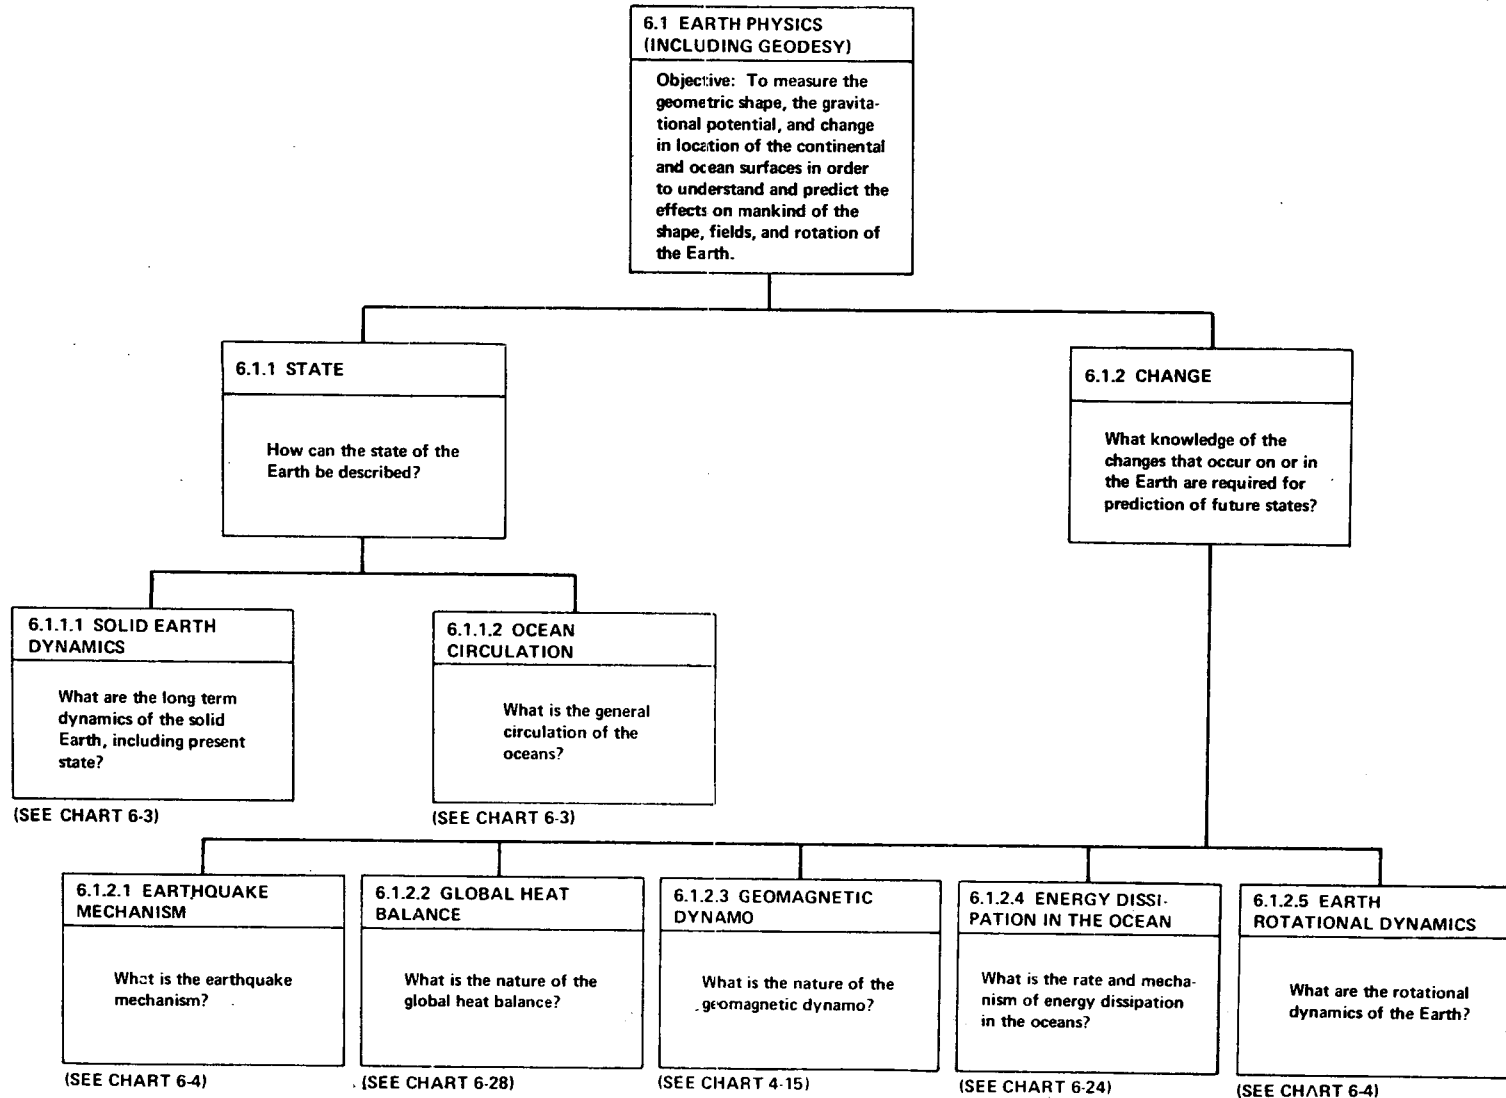 6.1 EARTH PHYSICS
(INCLUDING GEODESY)
Objective: To measure the
geometric shape, the gravita-
tional potential, and change
in location of the continental
and ocean surfaces in order
to understand and predict the
effects on mankind of the
shape, fields, and rotation of
the Earth.
6.1.1 STATE
How can the state of the
Earth be described?
6.1.2 CHANGE
What knowledge of the
changes that occur on or in
the Earth are required for
prediction of future states?
6.1.1.1 SOLID EARTH
DYNAMICS
What are the long term
dynamics of the solid
Earth, including present
state?
(SEE CHART 6-3)
6.1.1.2 OCEAN
CIRCULATION
What is the general
circulation of the
oceans?
(SEE CHART 6-3)
6.1.2.1 EARTHQUAKE
MECHANISM
What is the earthquake
mechanism?
(SEE CHART 6-4)
6.1.2.2 GLOBAL HEAT
BALANCE
What is the nature of the
global heat balance?
(SEE CHART 6-28)
6.1.2.3 GEOMAGNETIC
DYNAMO
What is the nature of the
geomagnetic dynamo?
(SEE CHART 4-15)
6.1.2.4 ENERGY DISSI-
PATION IN THE OCEAN
What is the rate and mecha-
nism of energy dissipation
in the oceans?
(SEE CHART 6-24)
6.1.2.5 EARTH
ROTATIONAL DYNAMICS
What are the rotational
dynamics of the Earth?
(SEE CHART 6-4)